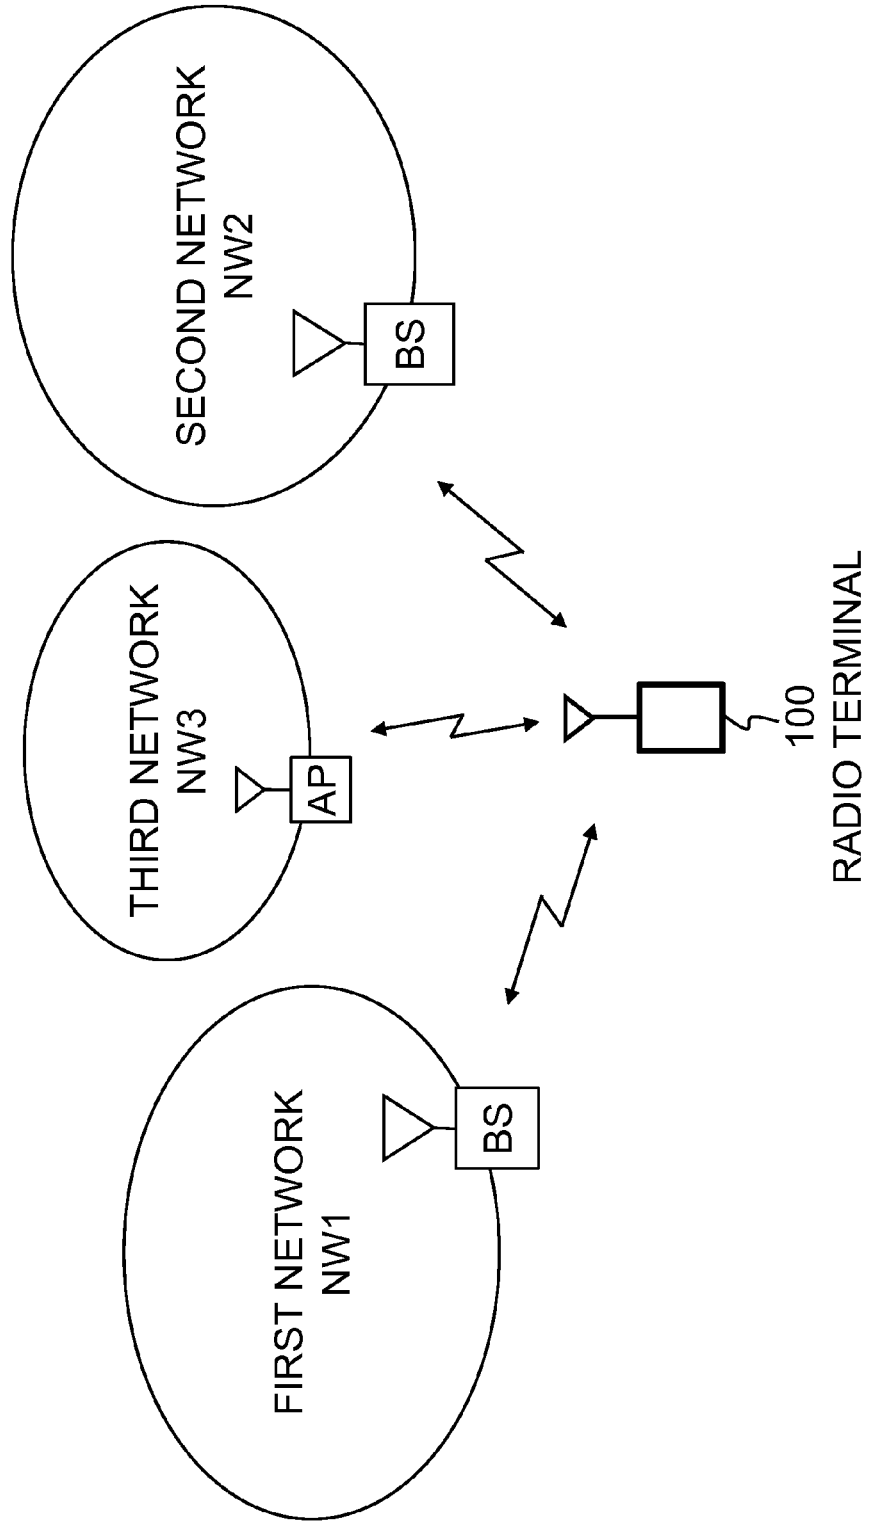 FIRST NETWORK
NW1
BS
THIRD NETWORK
NW3
AP
SECOND NETWORK
NW2
BS
100
RADIO TERMINAL